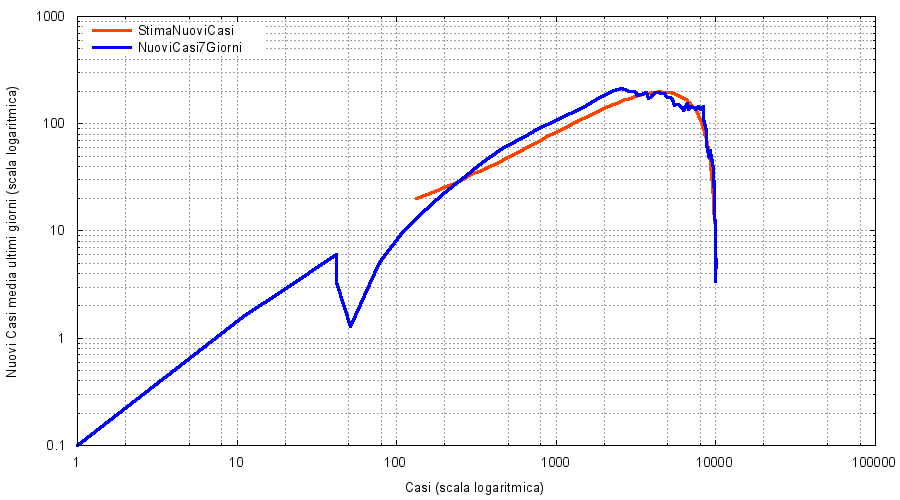 1000
StimaNuoviCasi
NuoviCasi7Giorni
100
10
1
0.1
Nuovi Casi media ultimi giorni (scala logaritmica)
1 10 100 1000 10000 100000
Casi (scala logaritmica)